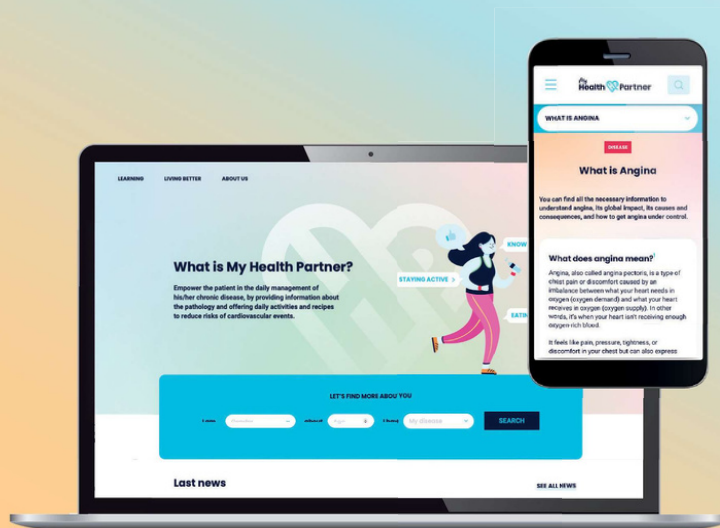 LEARNING LIVING BETTER ABOUT US
What is My Health Partner?
Empower the patient in the daily management of
his/her chronic disease, by providing information about
the pathology and offering daily activities and recipes
to reduce risks of cardiovascular events.
KNOW
STAYING ACTIVE >
EATIN
LET'S FIND MORE ABOU YOU
My disease
SEARCH
Last news
SEE ALL NEWS
My
Health Partner
WHAT IS ANGINA
DISEASE
What is Angina
You can find all the necessary information to
understand angina, its global impact, its causes and
consequences, and how to get angina under control.
What does angina mean?
Angina, also called angina pectoris, is a type of
chest pain or discomfort caused by an
imbalance between what your heart needs in
oxygen (oxygen demand) and what your heart
receives in oxygen (oxygen supply). In other
words, it's when your heart isn't receiving enough
oxygen rich blood.
It feels like pain, pressure, tightness, or
discomfort in your chest but can also express